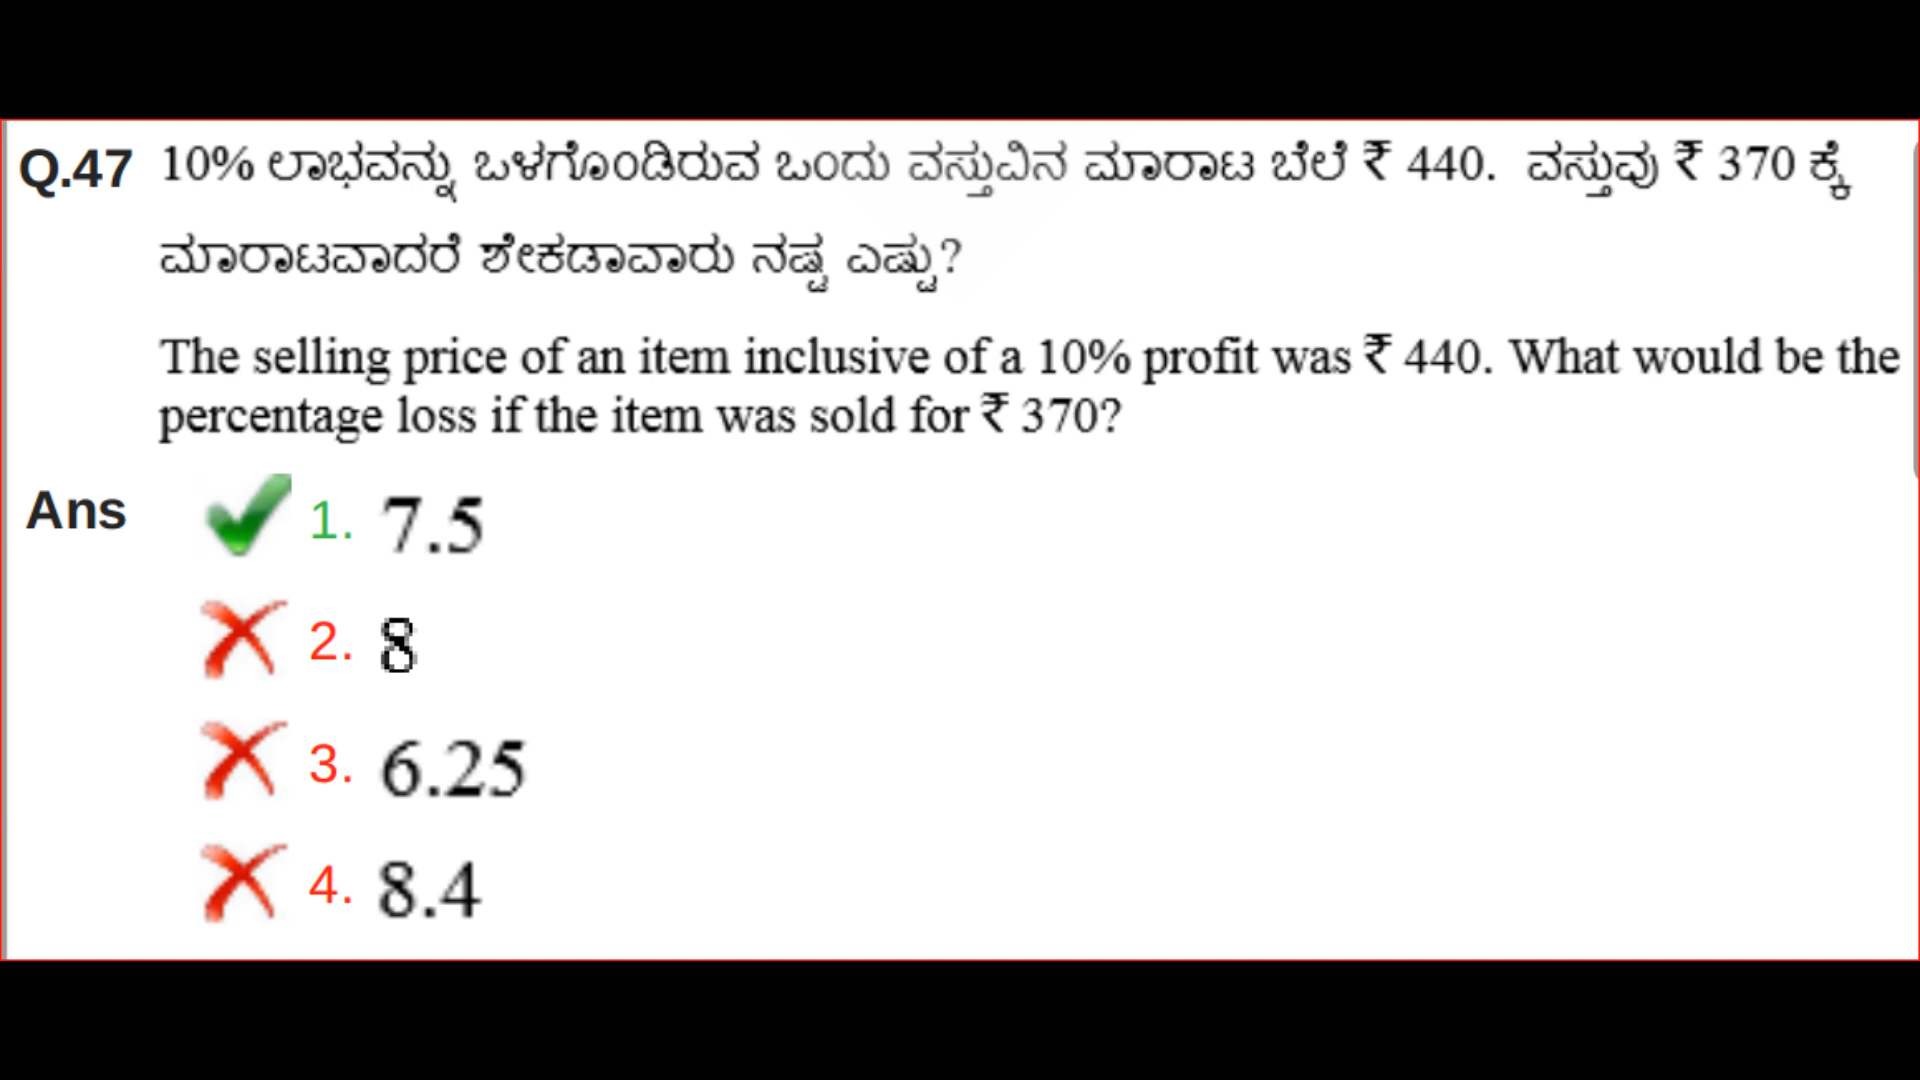 Q.47 10% ಲಾಭವನ್ನು ಒಳಗೊಂಡಿರುವ ಒಂದು ವಸ್ತುವಿನ ಮಾರಾಟ ಬೆಲೆ ₹ 440. ವಸ್ತುವು ₹ 370 ಕ್ಕೆ
ಮಾರಾಟವಾದರೆ ಶೇಕಡಾವಾರು ನಷ್ಟ ಎಷ್ಟು?
The selling price of an item inclusive of a 10% profit was ₹ 440. What would be the
percentage loss if the item was sold for ₹ 370?
Ans 1. 7.5
2. 8
3. 6.25
4. 8.4